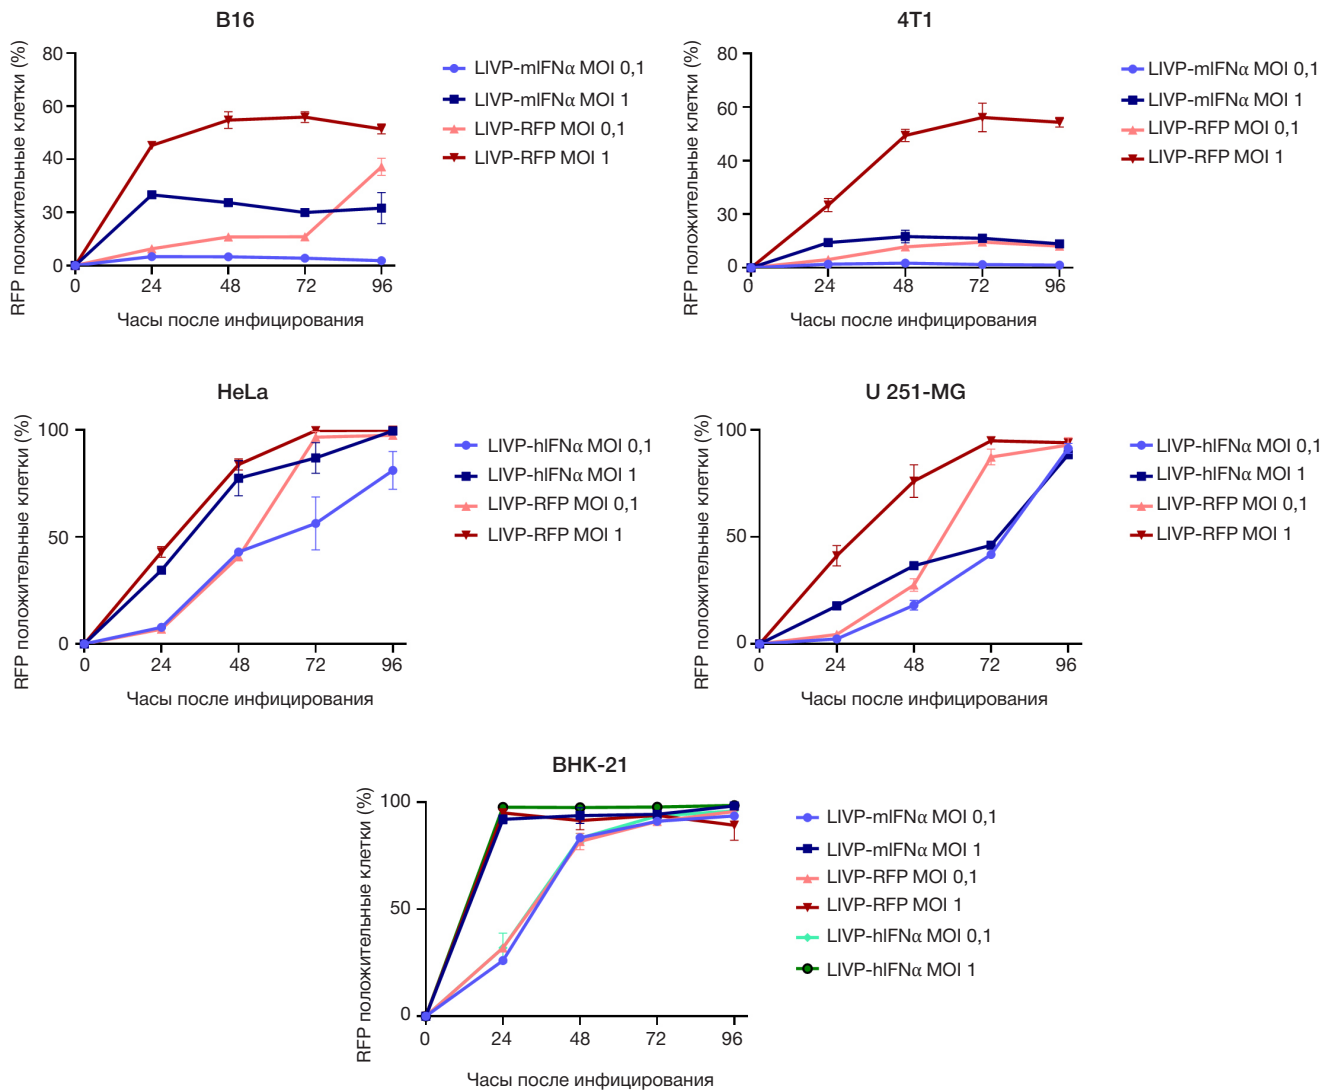 B16
RFP положительные клетки (%)
80
60
40
30
0
0
24
48
72
96
Часы после инфицирования
LIVP-mIFNα MOI 0,1
LIVP-mIFNα MOI 1
LIVP-RFP MOI 0,1
LIVP-RFP MOI 1
4T1
RFP положительные клетки (%)
80
60
40
30
0
0
24
48
72
96
Часы после инфицирования
LIVP-mIFNα MOI 0,1
LIVP-mIFNα MOI 1
LIVP-RFP MOI 0,1
LIVP-RFP MOI 1
HeLa
RFP положительные клетки (%)
100
50
0
0
24
48
72
96
Часы после инфицирования
LIVP-hIFNα MOI 0,1
LIVP-hIFNα MOI 1
LIVP-RFP MOI 0,1
LIVP-RFP MOI 1
U 251-MG
RFP положительные клетки (%)
100
50
0
0
24
48
72
96
Часы после инфицирования
LIVP-hIFNα MOI 0,1
LIVP-hIFNα MOI 1
LIVP-RFP MOI 0,1
LIVP-RFP MOI 1
BHK-21
RFP положительные клетки (%)
100
50
0
0
24
48
72
96
Часы после инфицирования
LIVP-mIFNα MOI 0,1
LIVP-mIFNα MOI 1
LIVP-RFP MOI 0,1
LIVP-RFP MOI 1
LIVP-hIFNα MOI 0,1
LIVP-hIFNα MOI 1